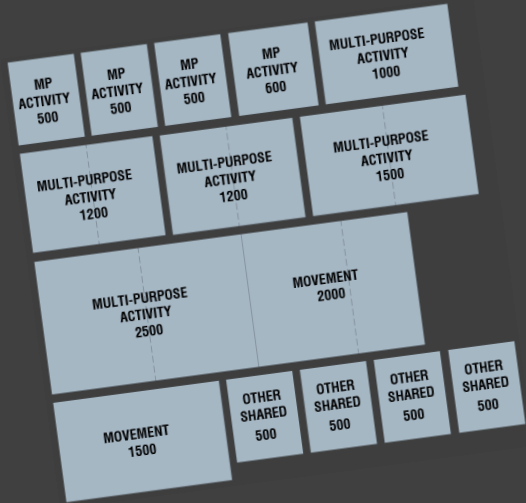 MP
ACTIVITY
500
MP
ACTIVITY
500
MP
ACTIVITY
500
MP
ACTIVITY
600
MULTI-PURPOSE
ACTIVITY
1000
MULTI-PURPOSE
ACTIVITY
1200
MULTI-PURPOSE
ACTIVITY
1200
MULTI-PURPOSE
ACTIVITY
1500
MULTI-PURPOSE
ACTIVITY
2500
MOVEMENT
2000
MOVEMENT
1500
OTHER
SHARED
500
OTHER
SHARED
500
OTHER
SHARED
500
OTHER
SHARED
500